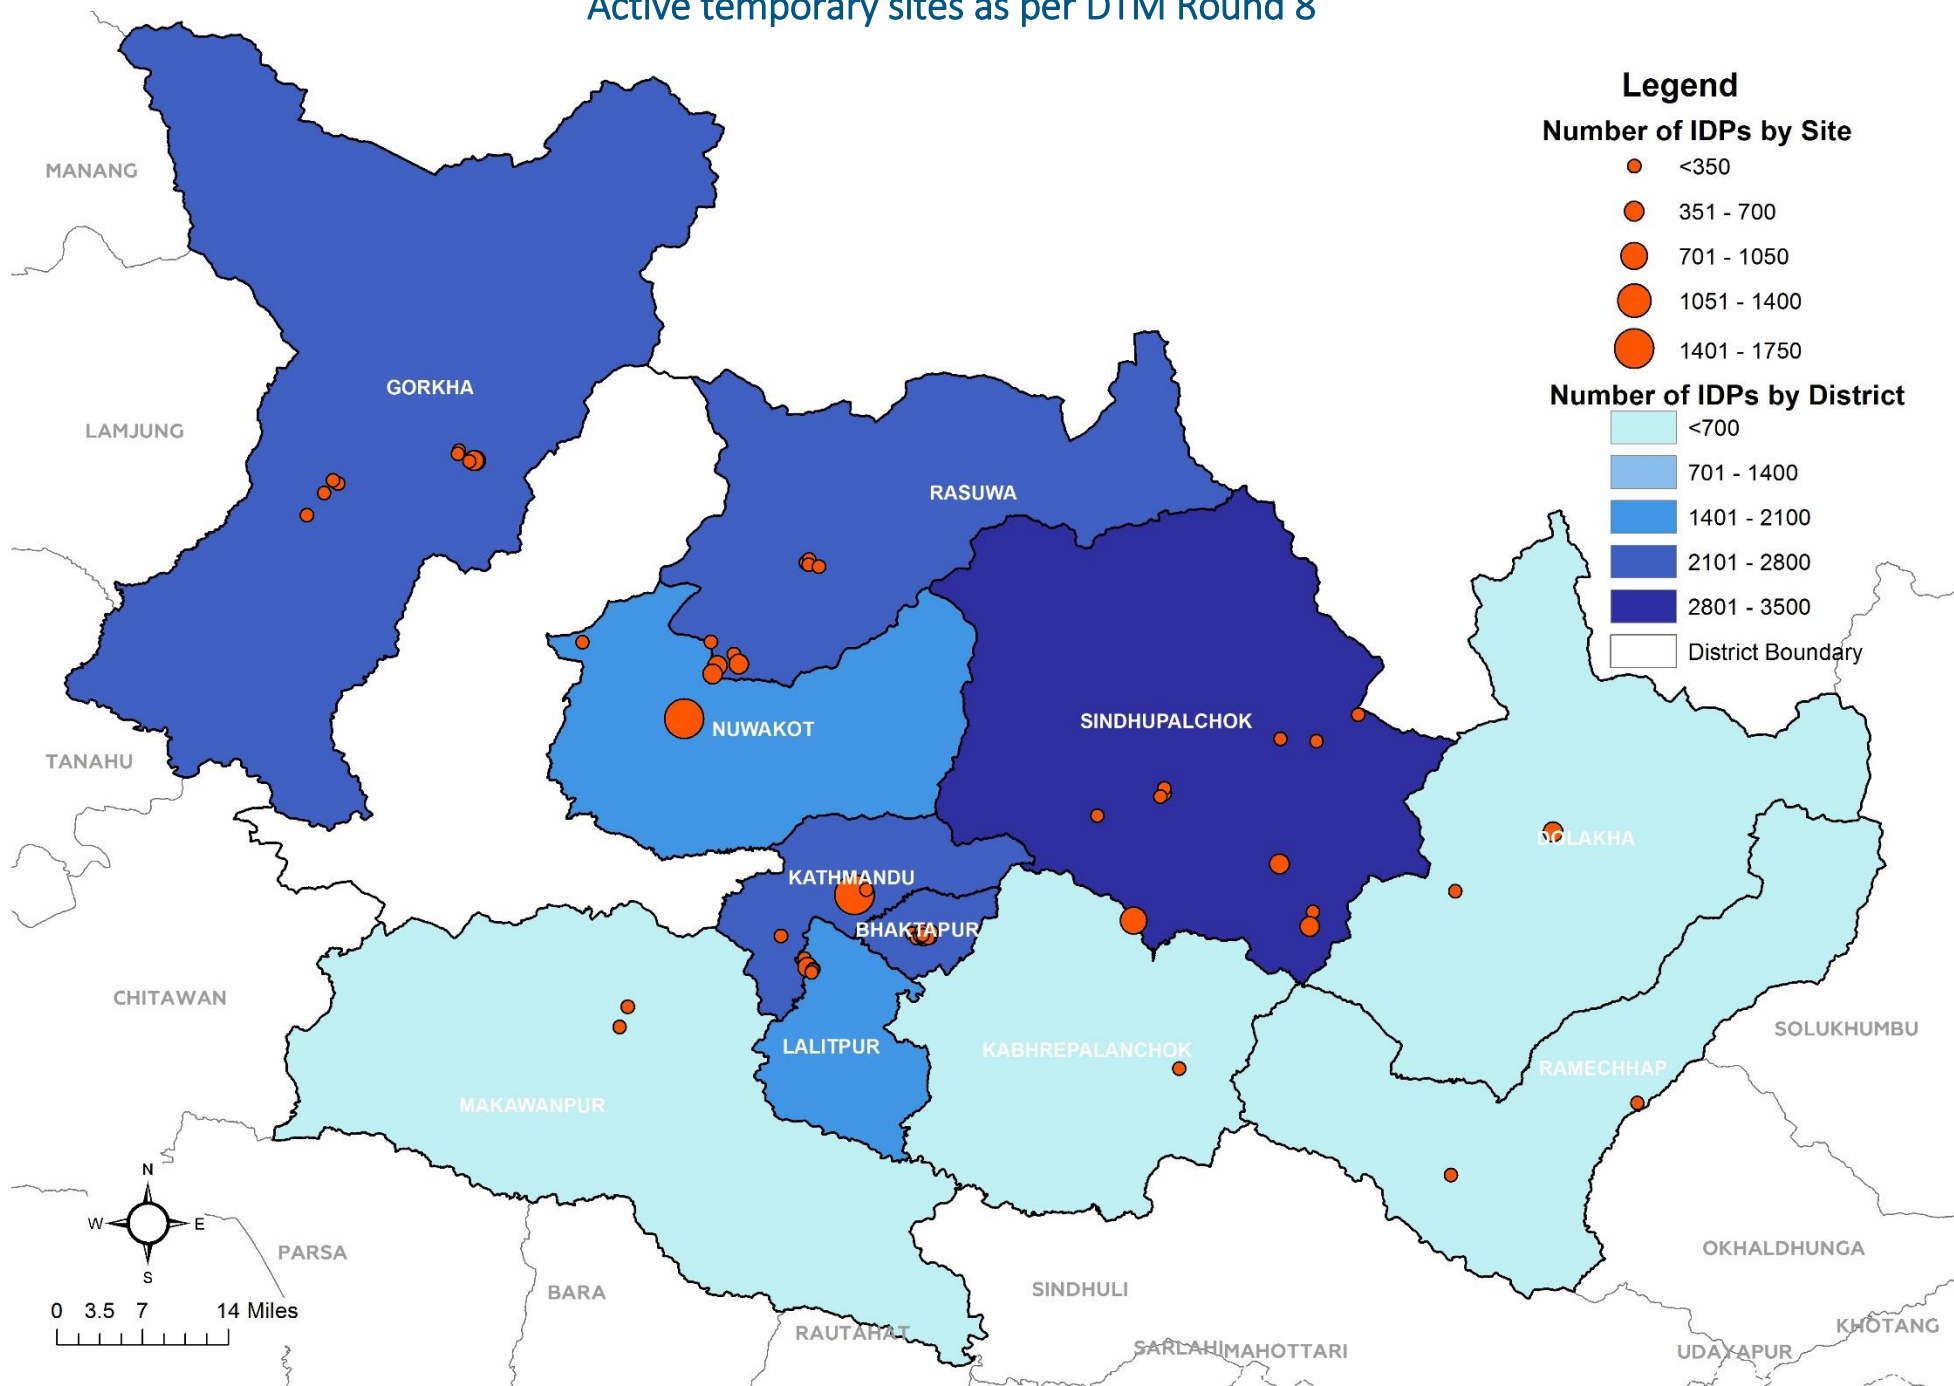 Active temporary sites as per DTM Round 8
Legend
Number of IDPs by Site
<350
351 - 700
701 - 1050
1051 - 1400
1401 - 1750
Number of IDPs by District
<700
701 - 1400
1401 - 2100
2101 - 2800
2801 - 3500
District Boundary
MANANG
GORKHA
LAMJUNG
RASUWA
TANAHU
NUWAKOT
SINDHUPALCHOK
DOLAKHA
KATHMANDU
BHAKTAPUR
CHITAWAN
LALITPUR
KABHREPALANCHOK
SOLUKHUMBU
RAMECHHAP
MAKAWANPUR
N
W
E
S
PARSA
BARA
SINDHULI
OKHALDHUNGA
0 3.5 7 14 Miles
RAUTAHAT
SARLAHI
MAHOTTARI
UDAYAPUR
KHOTANG